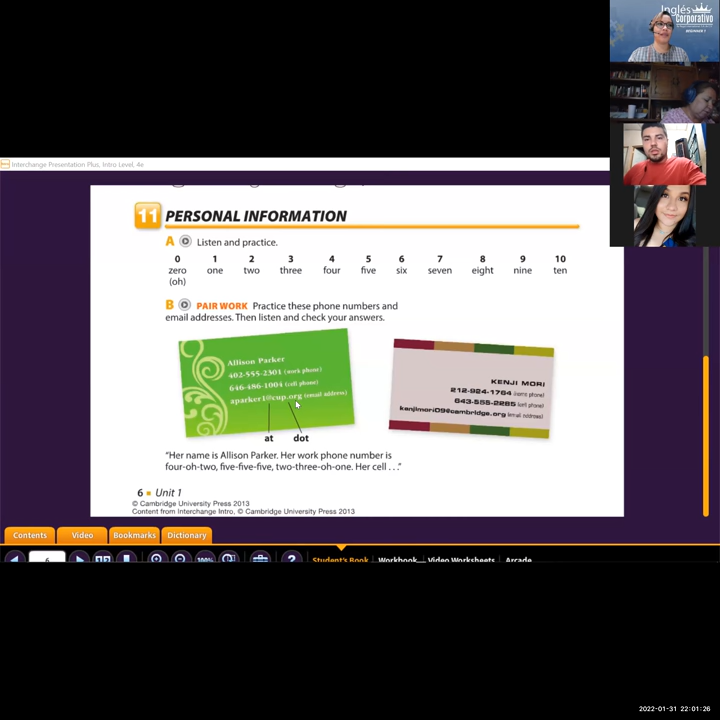 Inglés
Corporativo
BEGINNER 1
Interchange Presentation Plus, Intro Level, 4e
11 PERSONAL INFORMATION
A Listen and practice.
0 1 2 3 4 5 6 7 8 9 10
zero one two three four five six seven eight nine ten
(oh)
B PAIR WORK Practice these phone numbers and
email addresses. Then listen and check your answers.
Allison Parker
402-555-2301 (work phone)
646-486-1004 (cell phone)
aparker1@cup.org (email address)
at dot
KENJI MORI
212-924-1764 (home phone)
643-555-2265 (cell phone)
kenjimori09@cambridge.org (email address)
"Her name is Allison Parker. Her work phone number is
four-oh-two, five-five-five, two-three-oh-one. Her cell . . ."
6 Unit 1
© Cambridge University Press 2013
Content from Interchange Intro, © Cambridge University Press 2013
Contents Video Bookmarks Dictionary
6 100% ? Student's Book Workbook Video Worksheets Arcade
2022-01-31 22:01:26